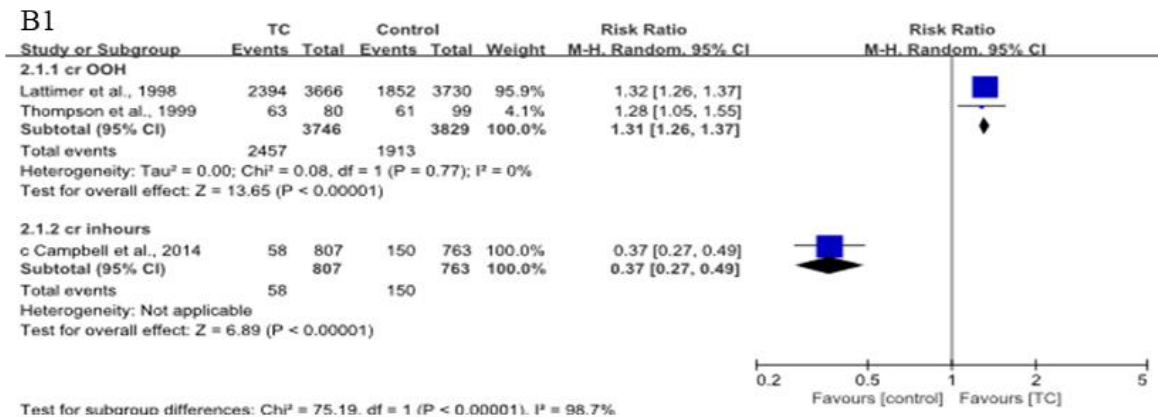 B1
TC Control Risk Ratio Risk Ratio
Study or Subgroup Events Total Events Total Weight M-H. Random. 95% CI M-H. Random. 95% CI
2.1.1 cr OOH
Lattimer et al., 1998 2394 3666 1852 3730 95.9% 1.32 [1.26, 1.37]
Thompson et al., 1999 63 80 61 99 4.1% 1.28 [1.05, 1.55]
Subtotal (95% CI) 3746 3829 100.0% 1.31 [1.26, 1.37]
Total events 2457 1913
Heterogeneity: Tau² = 0.00; Chi² = 0.08, df = 1 (P = 0.77); I² = 0%
Test for overall effect: Z = 13.65 (P < 0.00001)
2.1.2 cr inhours
c Campbell et al., 2014 58 807 150 763 100.0% 0.37 [0.27, 0.49]
Subtotal (95% CI) 807 763 100.0% 0.37 [0.27, 0.49]
Total events 58 150
Heterogeneity: Not applicable
Test for overall effect: Z = 6.89 (P < 0.00001)
0.2 0.5 1 2 5
Favours [control] Favours [TC]
Test for subgroup differences: Chi² = 75.19. df = 1 (P < 0.00001). I² = 98.7%